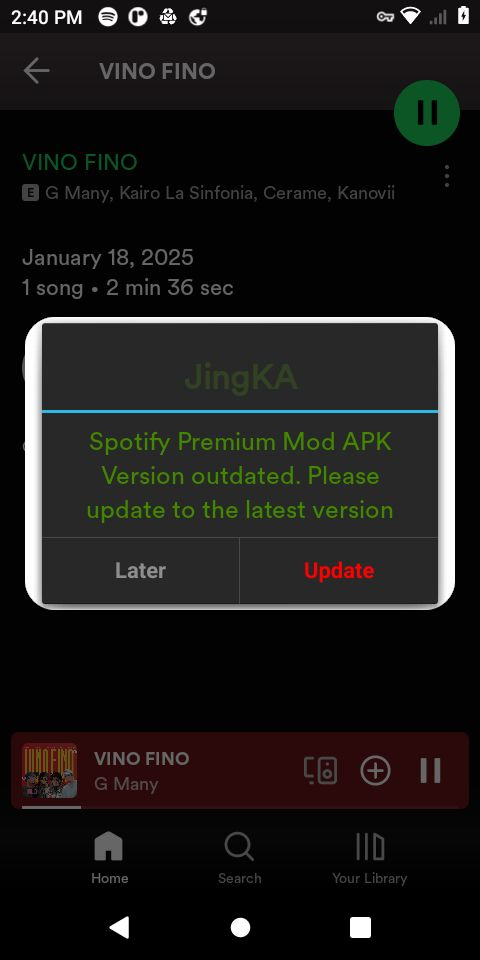 2:40 PM
VINO FINO
VINO FINO
E G Many, Kairo La Sinfonia, Cerame, Kanovii
January 18, 2025
1 song • 2 min 36 sec
JingKA
Spotify Premium Mod APK
Version outdated. Please
update to the latest version
Later
Update
VINO FINO
G Many
Home
Search
Your Library